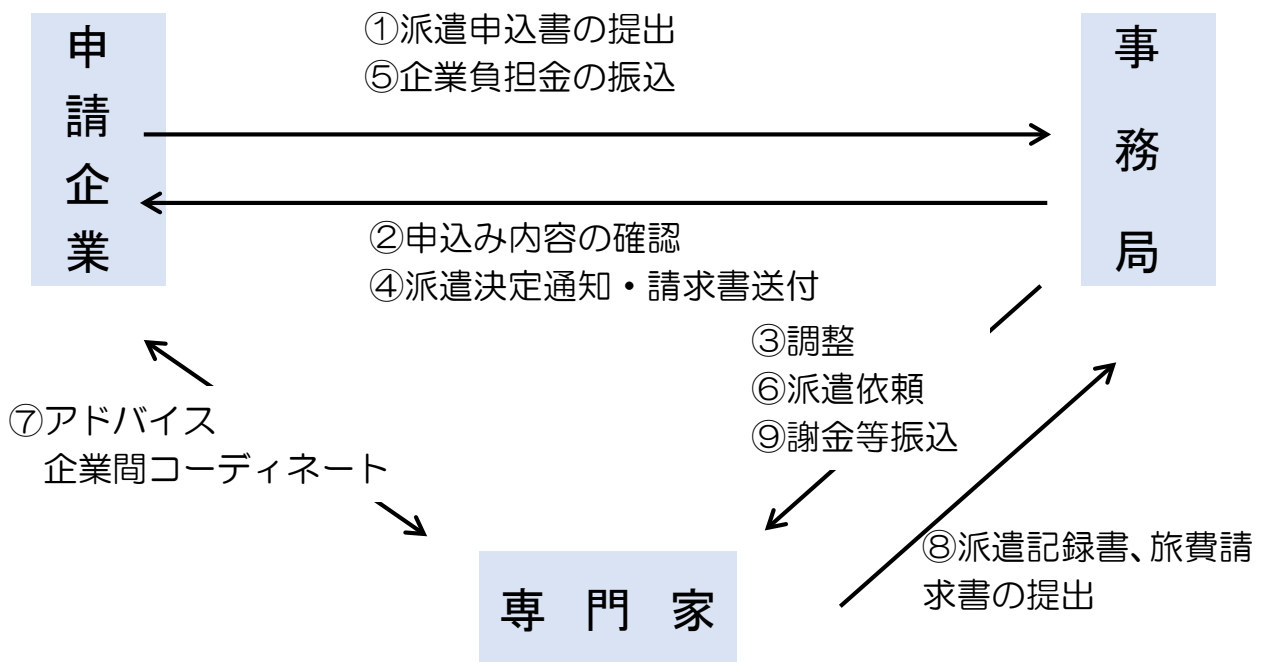 申請企業
①派遣申込書の提出
⑤企業負担金の振込
事務局
②申込み内容の確認
④派遣決定通知・請求書送付
③調整
⑥派遣依頼
⑨謝金等振込
⑦アドバイス
企業間コーディネート
⑧派遣記録書、旅費請
求書の提出
専門家